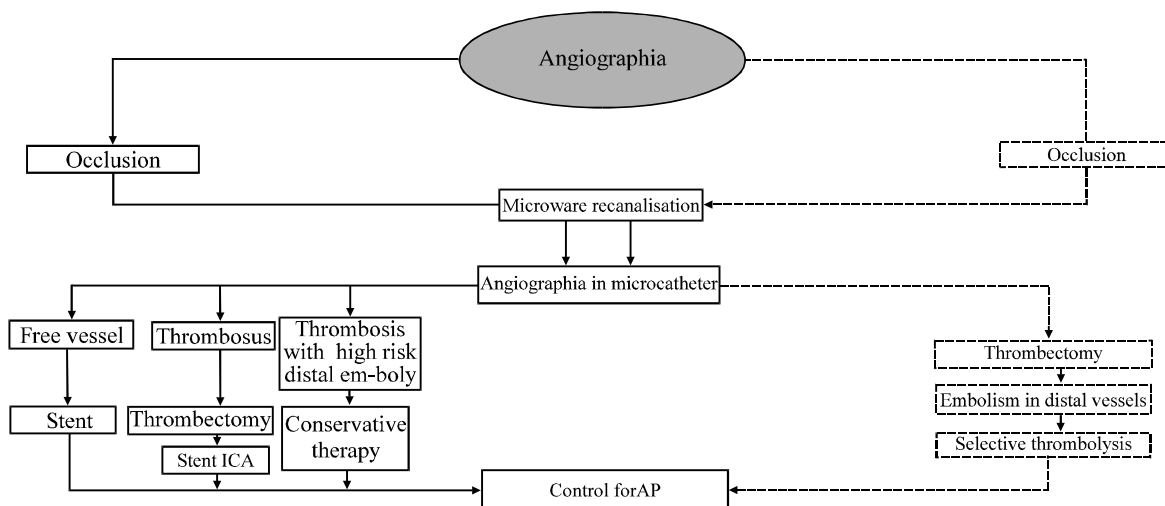 Angiographia
Occlusion
Occlusion
Microware recanalisation
Angiographia in microcatheter
Free vessel
Thrombosus
Thrombosis
with high risk
distal em-boly
Thrombectomy
Stent
Thrombectomy
Conservative
therapy
Embolism in distal vessels
Stent ICA
Selective thrombolysis
Control forAP